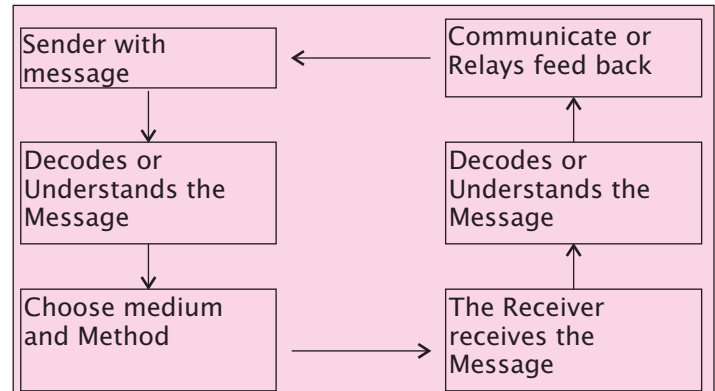 Sender with
message
Decodes or
Understands the
Message
Choose medium
and Method
The Receiver
receives the
Message
Decodes or
Understands the
Message
Communicate or
Relays feed back